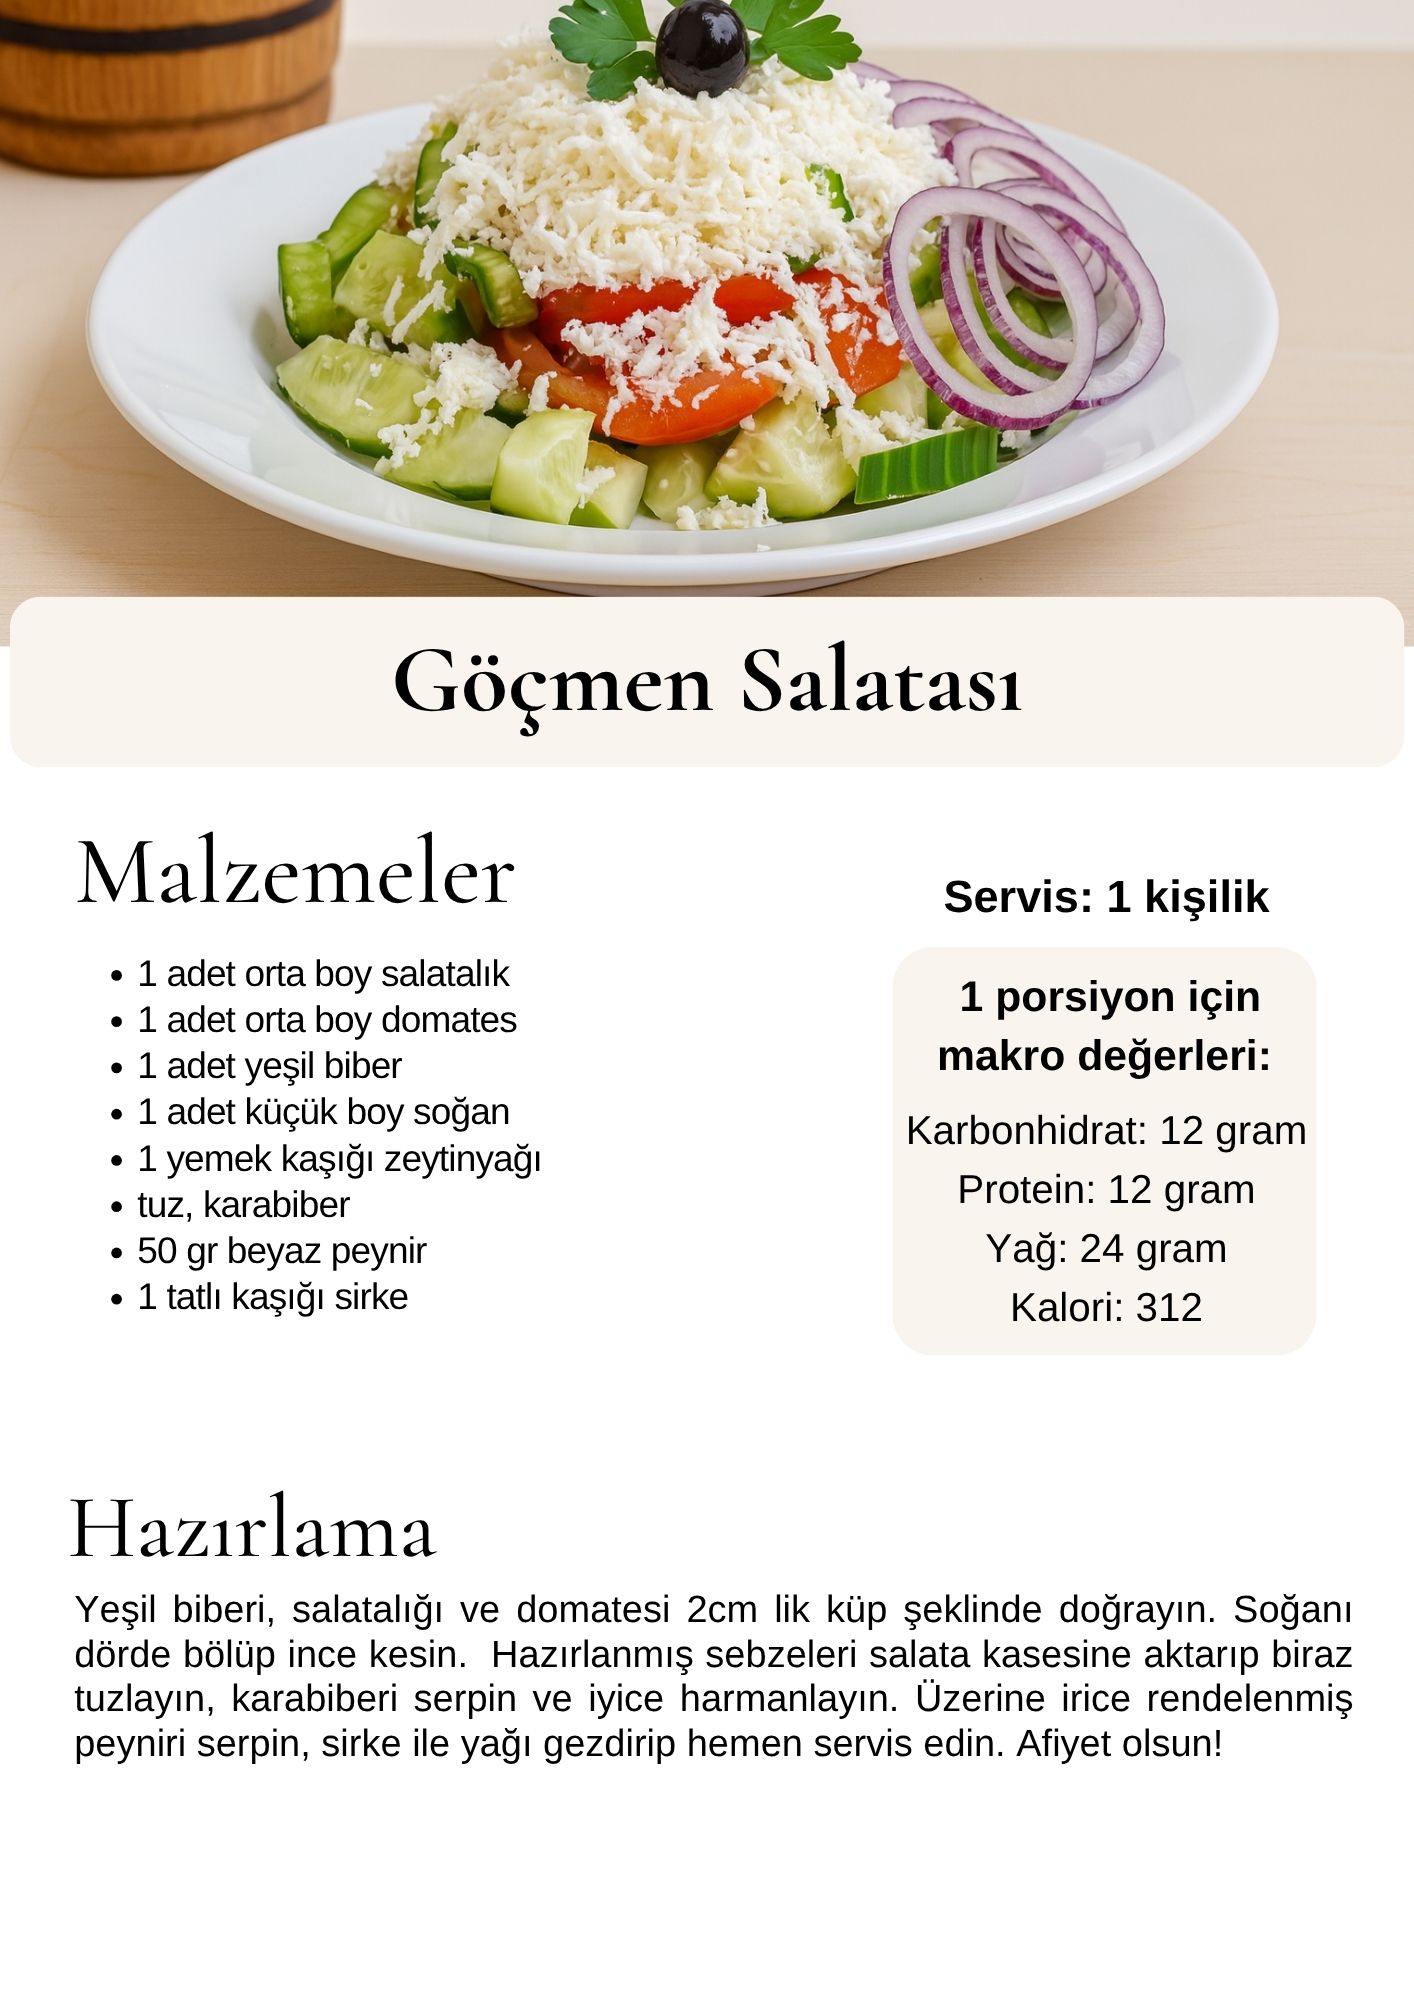 Göçmen Salatası
Malzemeler
• 1 adet orta boy salatalık
• 1 adet orta boy domates
• 1 adet yeşil biber
• 1 adet küçük boy soğan
• 1 yemek kaşığı zeytinyağı
• tuz, karabiber
• 50 gr beyaz peynir
• 1 tatlı kaşığı sirke
Servis: 1 kişilik
1 porsiyon için
makro değerleri:
Karbonhidrat: 12 gram
Protein: 12 gram
Yağ: 24 gram
Kalori: 312
Hazırlama
Yeşil biberi, salatalığı ve domatesi 2cm lik küp şeklinde doğrayın. Soğanı
dörde bölüp ince kesin.  Hazırlanmış sebzeleri salata kasesine aktarıp biraz
tuzlayın, karabiberi serpin ve iyice harmanlayın. Üzerine irice rendelenmiş
peyniri serpin, sirke ile yağı gezdirip hemen servis edin. Afiyet olsun!